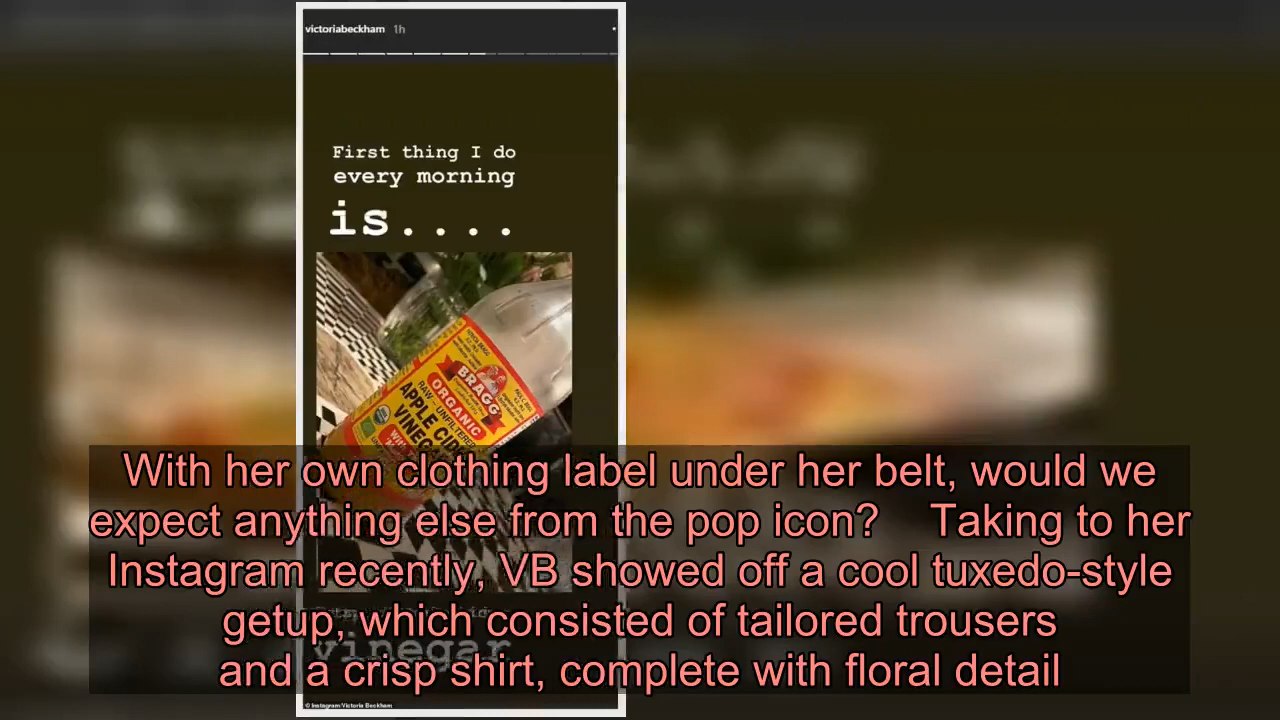 victoriabeckham 1h
First thing I do
every morning
is....
BRAGG
ORGANIC
RAW UNFILTERED
APPLE CIDER
VINEGAR
With her own clothing label under her belt, would we
expect anything else from the pop icon? Taking to her
Instagram recently, VB showed off a cool tuxedo-style
getup, which consisted of tailored trousers
and a crisp shirt, complete with floral detail
vinegar
© Instagram/Victoria Beckham